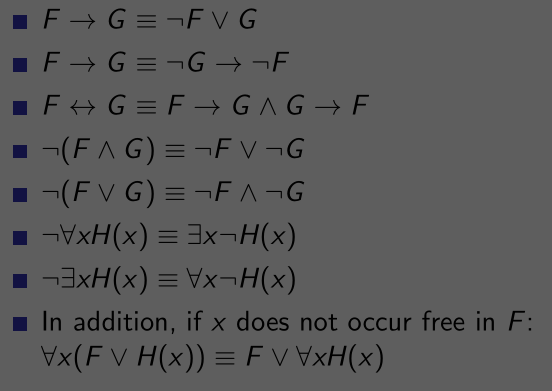 F → G ≡ ¬F ∨ G
F → G ≡ ¬G → ¬F
F ↔ G ≡ F → G ∧ G → F
¬(F ∧ G) ≡ ¬F ∨ ¬G
¬(F ∨ G) ≡ ¬F ∧ ¬G
¬∀xH(x) ≡ ∃x¬H(x)
¬∃xH(x) ≡ ∀x¬H(x)
In addition, if x does not occur free in F:
∀x(F ∨ H(x)) ≡ F ∨ ∀xH(x)